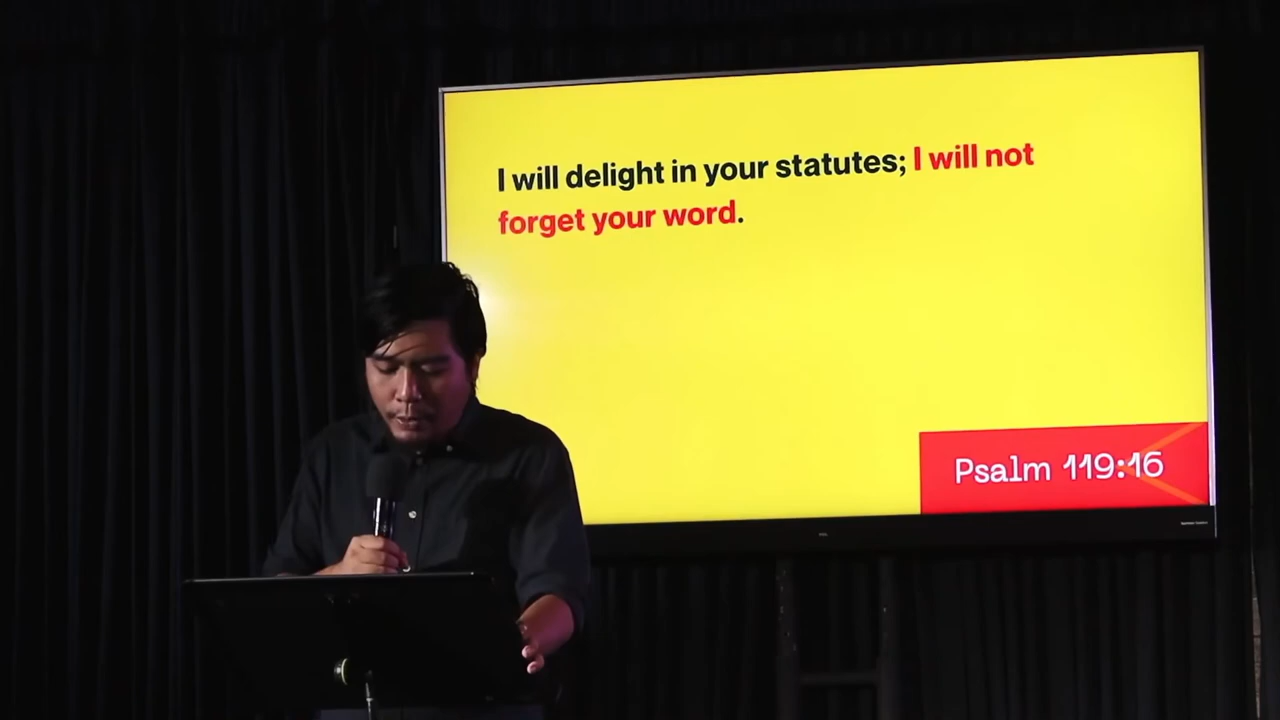 I will delight in your statutes; I will not
forget your word.
Psalm 119:16